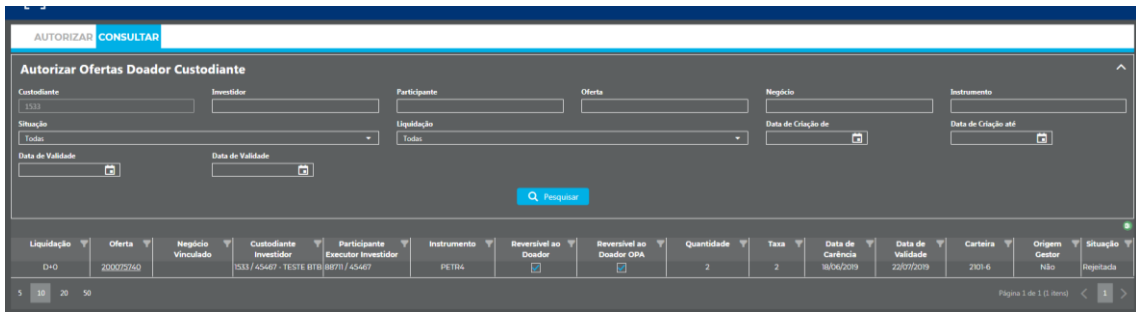 AUTORIZAR CONSULTAR
Autorizar Ofertas Doador Custodiante
Custodiante Investidor Participante Oferta Negócio Instrumento
1533
Situação Liquidação Data de Criação de Data de Criação até
Todas Todas
Data de Validade Data de Validade
Pesquisar
Liquidação Oferta Negócio Vinculado Custodiante Investidor Participante Executor Investidor Instrumento Reversível ao Doador Reversível ao Doador OPA Quantidade Taxa Data de Carência Data de Validade Carteira Origem Gestor Situação
D+0 200075740 1533 / 45467 - TESTE BTB 88711 / 45467 PETR4 2 2 18/06/2019 22/07/2019 2101-6 Não Rejeitada
5 10 20 50 Página 1 de 1 (1 itens) < 1 >